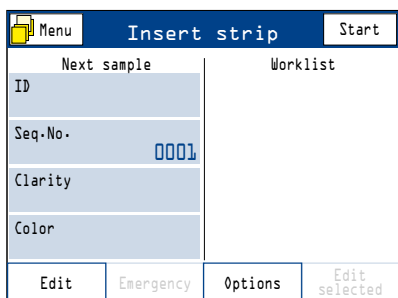 Menu
Insert strip
Start
Next sample
Worklist
ID
Seq.No.
0001
Clarity
Color
Edit
Emergency
Options
Edit
selected